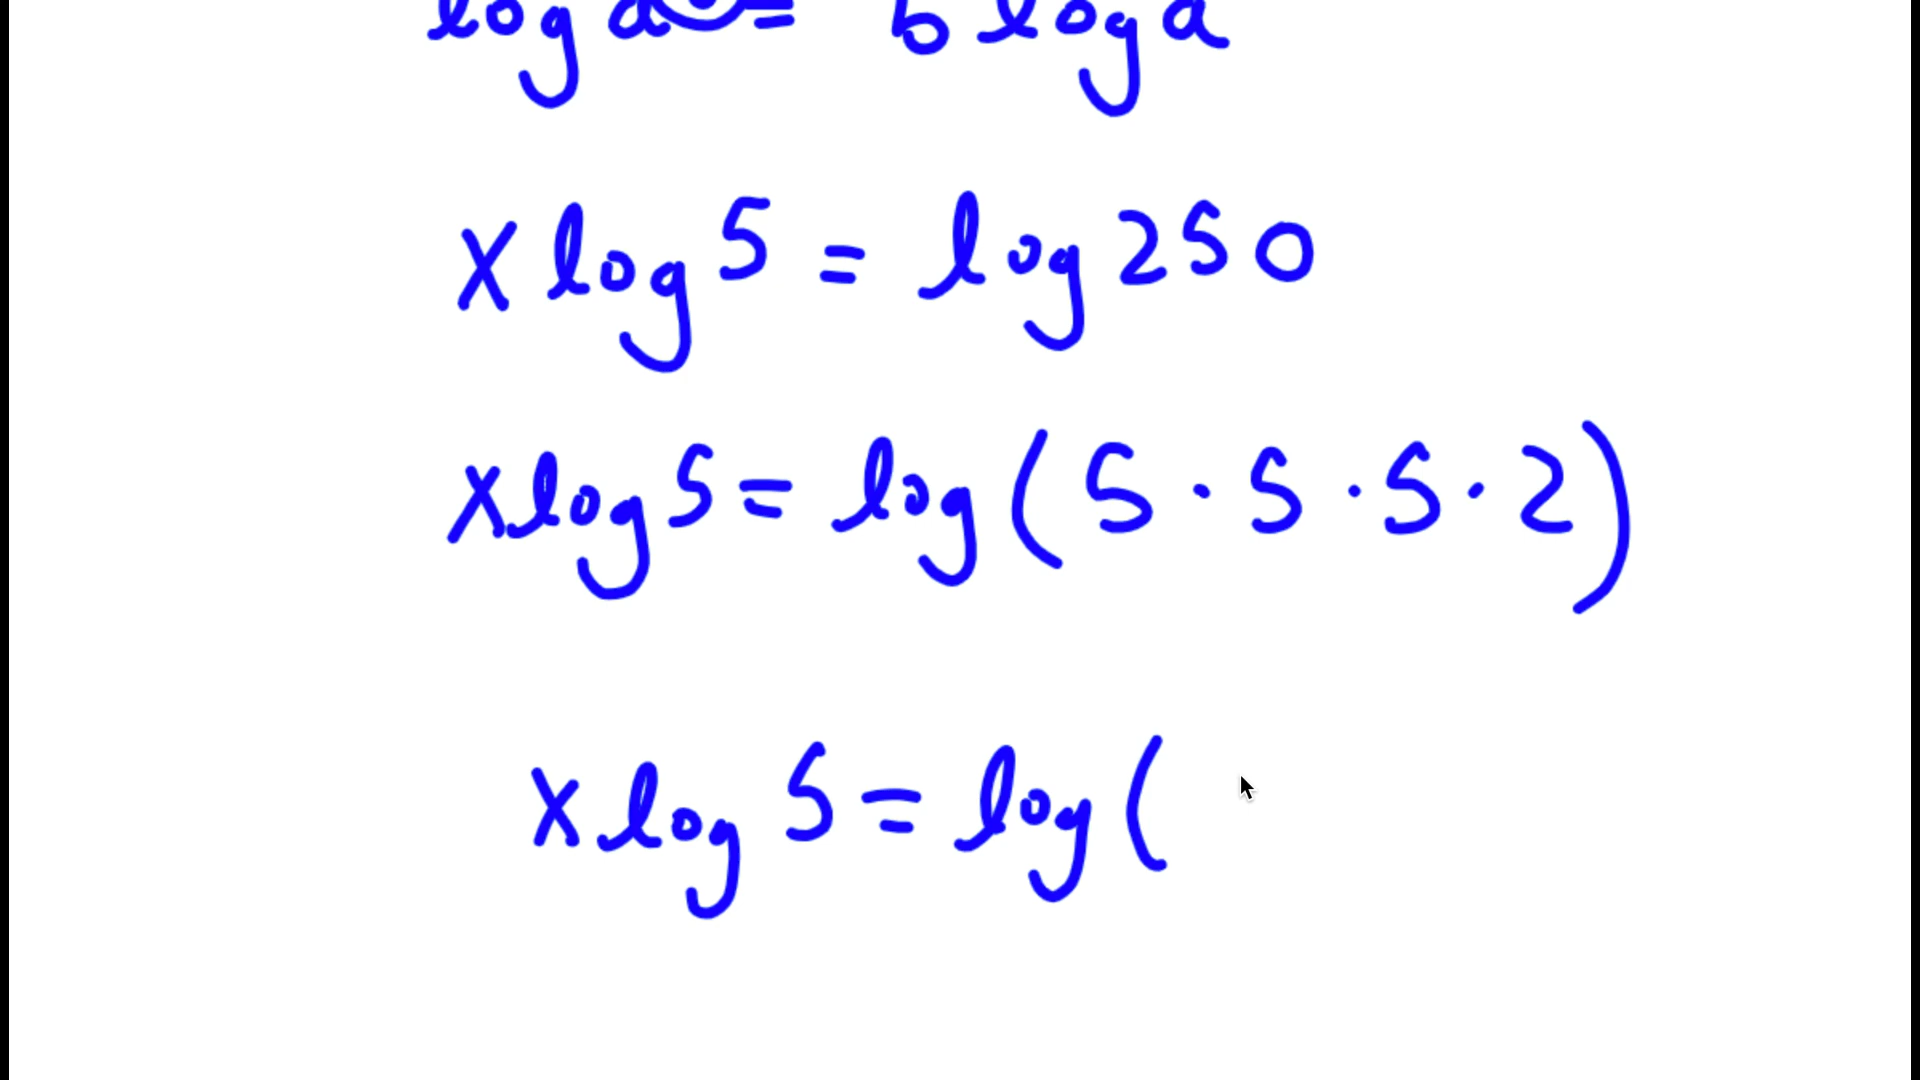 log a = b log a
x log 5 = log 250
x log 5 = log ( 5 · 5 · 5 · 2 )
x log 5 = log (